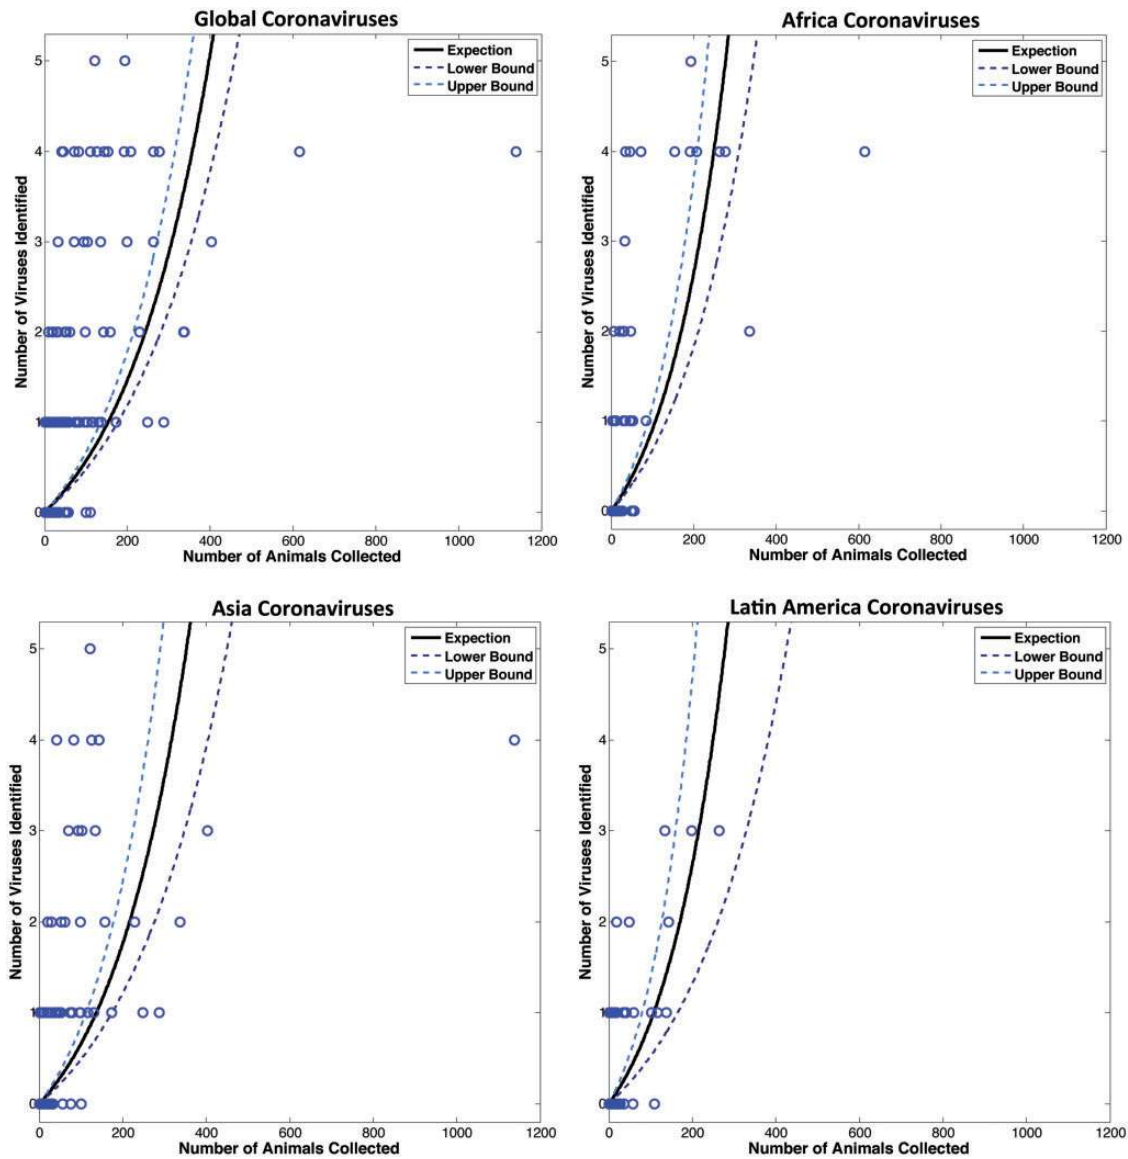 Global Coronaviruses
Expection
Lower Bound
Upper Bound
5
4
3
2
1
0
Number of Viruses Identified
0 200 400 600 800 1000 1200
Number of Animals Collected
Africa Coronaviruses
Expection
Lower Bound
Upper Bound
5
4
3
2
1
0
Number of Viruses Identified
0 200 400 600 800 1000 1200
Number of Animals Collected
Asia Coronaviruses
Expection
Lower Bound
Upper Bound
5
4
3
2
1
0
Number of Viruses Identified
0 200 400 600 800 1000 1200
Number of Animals Collected
Latin America Coronaviruses
Expection
Lower Bound
Upper Bound
5
4
3
2
1
0
Number of Viruses Identified
0 200 400 600 800 1000 1200
Number of Animals Collected